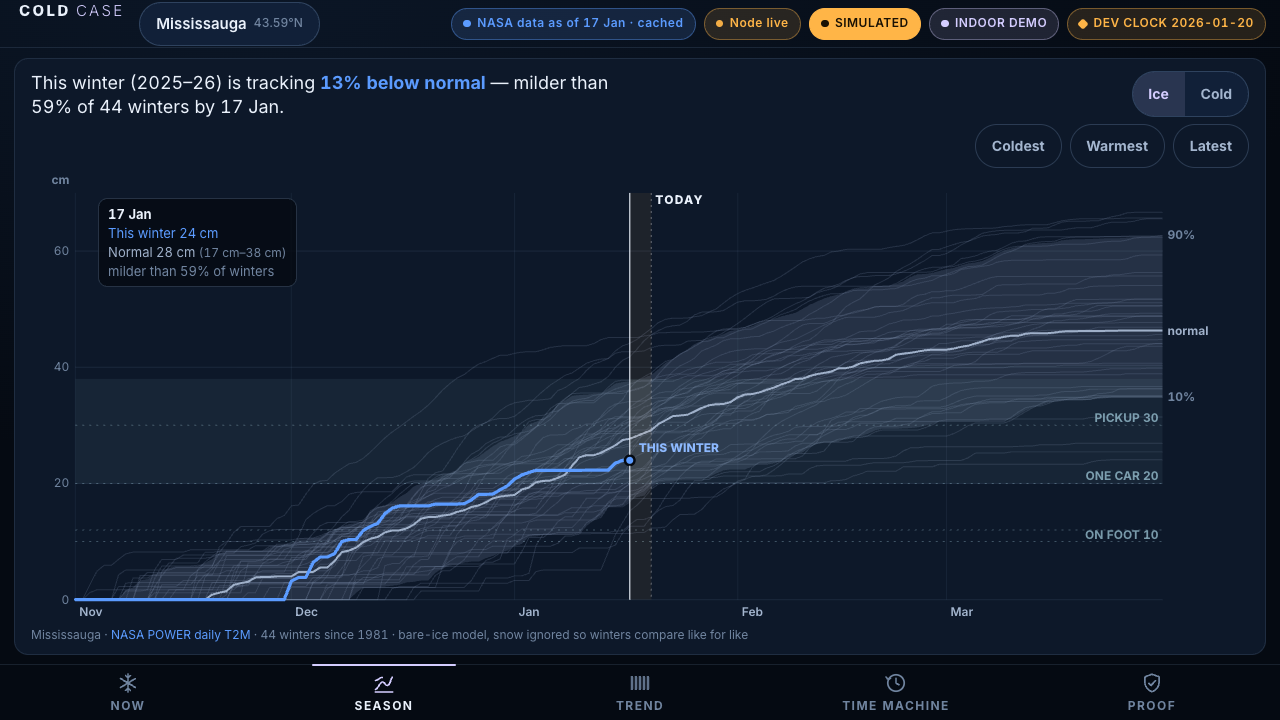 COLD CASE
Mississauga 43.59°N
NASA data as of 17 Jan · cached
Node live
SIMULATED
INDOOR DEMO
DEV CLOCK 2026-01-20
This winter (2025–26) is tracking 13% below normal — milder than
59% of 44 winters by 17 Jan.
Ice
Cold
Coldest
Warmest
Latest
cm
TODAY
17 Jan
This winter 24 cm
Normal 28 cm (17 cm–38 cm)
milder than 59% of winters
60
90%
normal
40
10%
PICKUP 30
THIS WINTER
ONE CAR 20
20
ON FOOT 10
0
Nov
Dec
Jan
Feb
Mar
Mississauga · NASA POWER daily T2M · 44 winters since 1981 · bare-ice model, snow ignored so winters compare like for like
NOW
SEASON
TREND
TIME MACHINE
PROOF